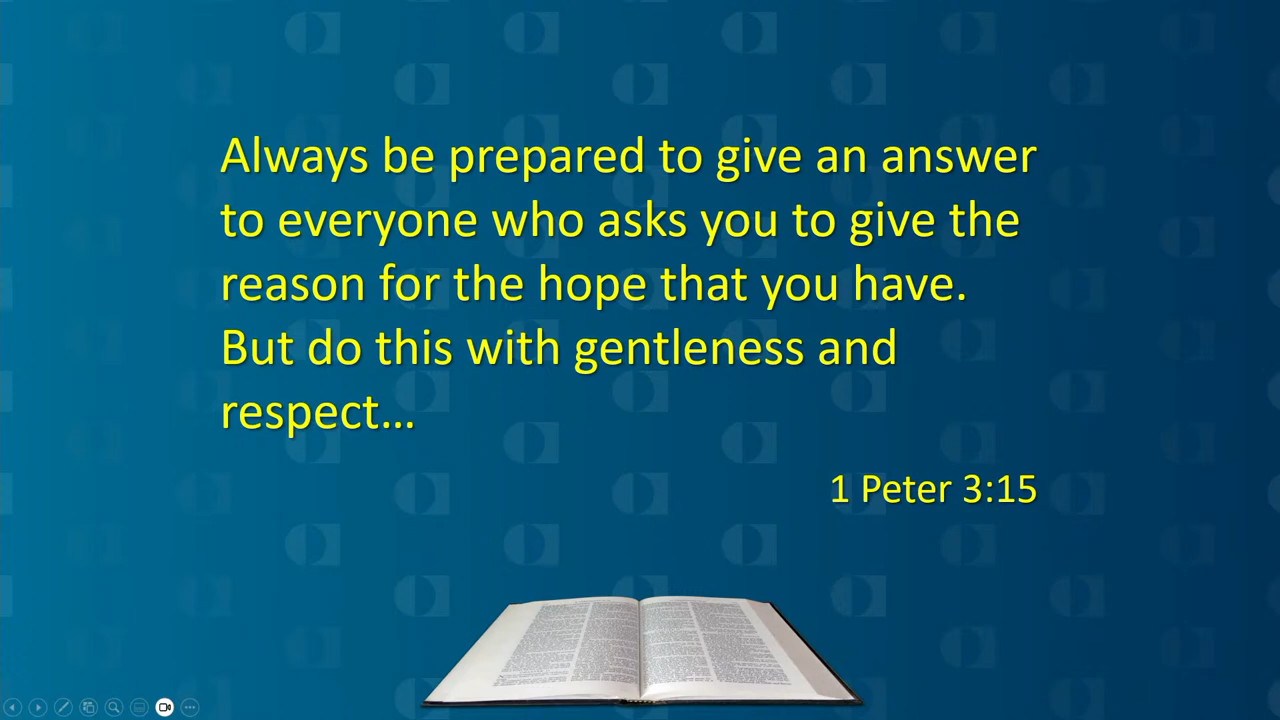 Always be prepared to give an answer
to everyone who asks you to give the
reason for the hope that you have.
But do this with gentleness and
respect…
1 Peter 3:15